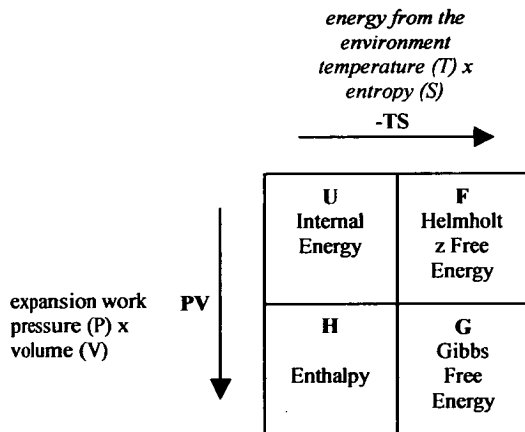 energy from the
environment
temperature (T) x
entropy (S)
-TS
U
Internal
Energy
F
Helmholt
z Free
Energy
expansion work
pressure (P) x
volume (V)
PV
H
Enthalpy
G
Gibbs
Free
Energy